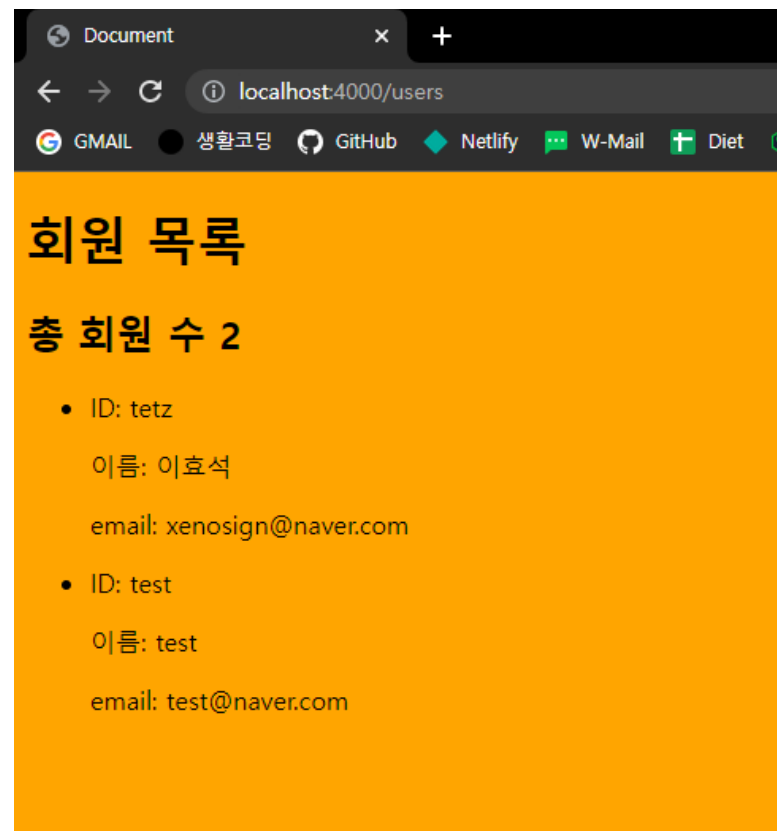 Document
localhost:4000/users
GMAIL 생활코딩 GitHub Netlify W-Mail Diet
회원 목록
총 회원 수 2
ID: tetz
이름: 이효석
email: xenosign@naver.com
ID: test
이름: test
email: test@naver.com